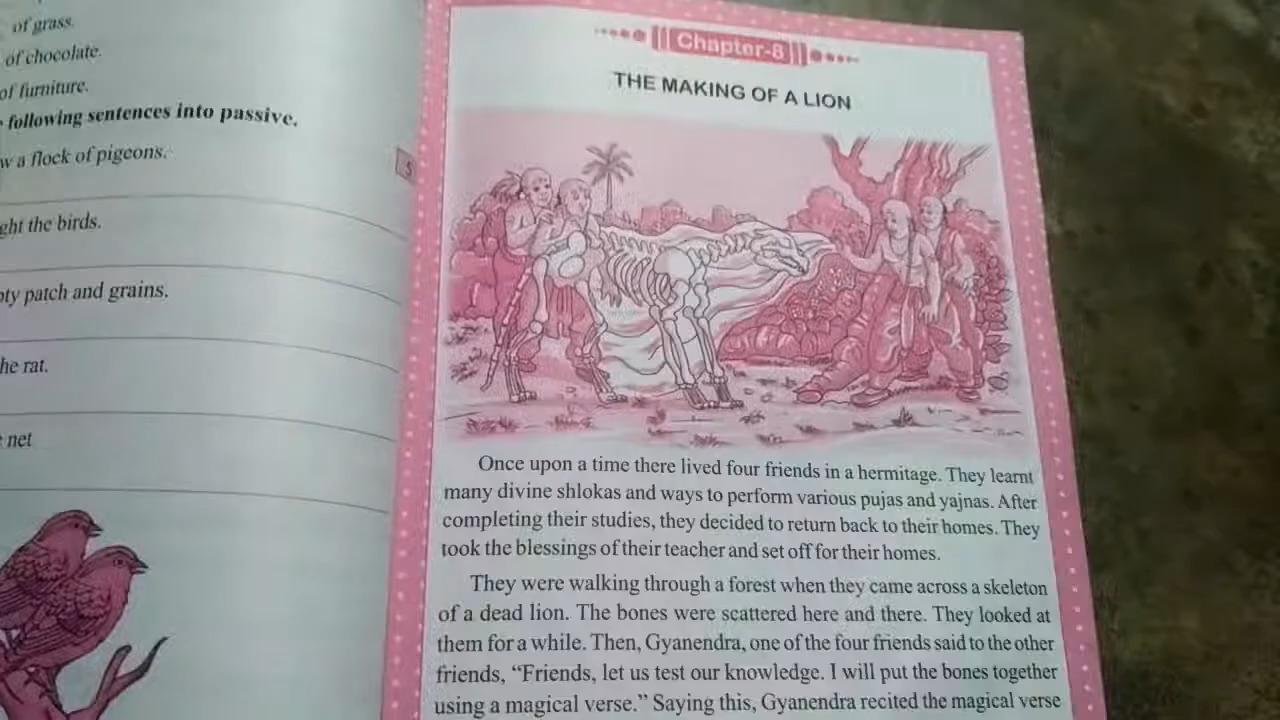 of grass.
of chocolate.
of furniture.
following sentences into passive.
a flock of pigeons.
the birds.
patch and grains.
rat.
net
Chapter-8
THE MAKING OF A LION
Once upon a time there lived four friends in a hermitage. They learnt
many divine shlokas and ways to perform various pujas and yajnas. After
completing their studies, they decided to return back to their homes. They
took the blessings of their teacher and set off for their homes.
They were walking through a forest when they came across a skeleton
of a dead lion. The bones were scattered here and there. They looked at
them for a while. Then, Gyanendra, one of the four friends said to the other
friends, “Friends, let us test our knowledge. I will put the bones together
using a magical verse.” Saying this, Gyanendra recited the magical verse